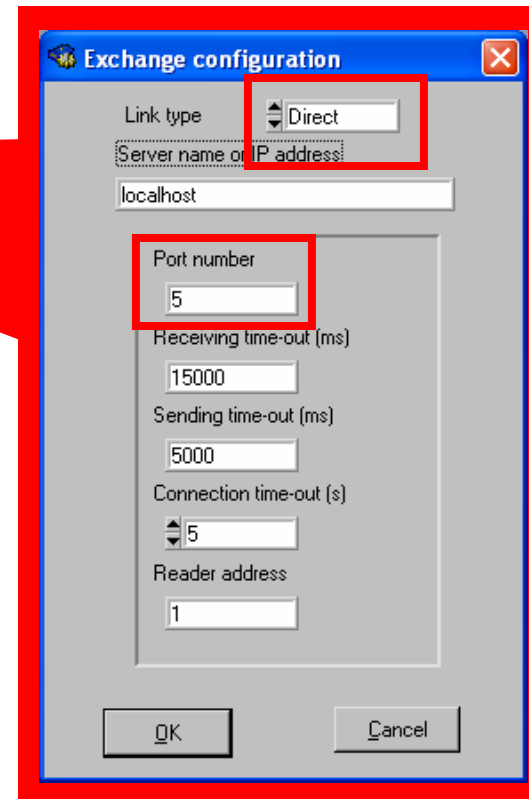 Exchange configuration
Link type Direct
Server name or IP address
localhost
Port number
5
Receiving time-out (ms)
15000
Sending time-out (ms)
5000
Connection time-out (s)
5
Reader address
1
OK Cancel